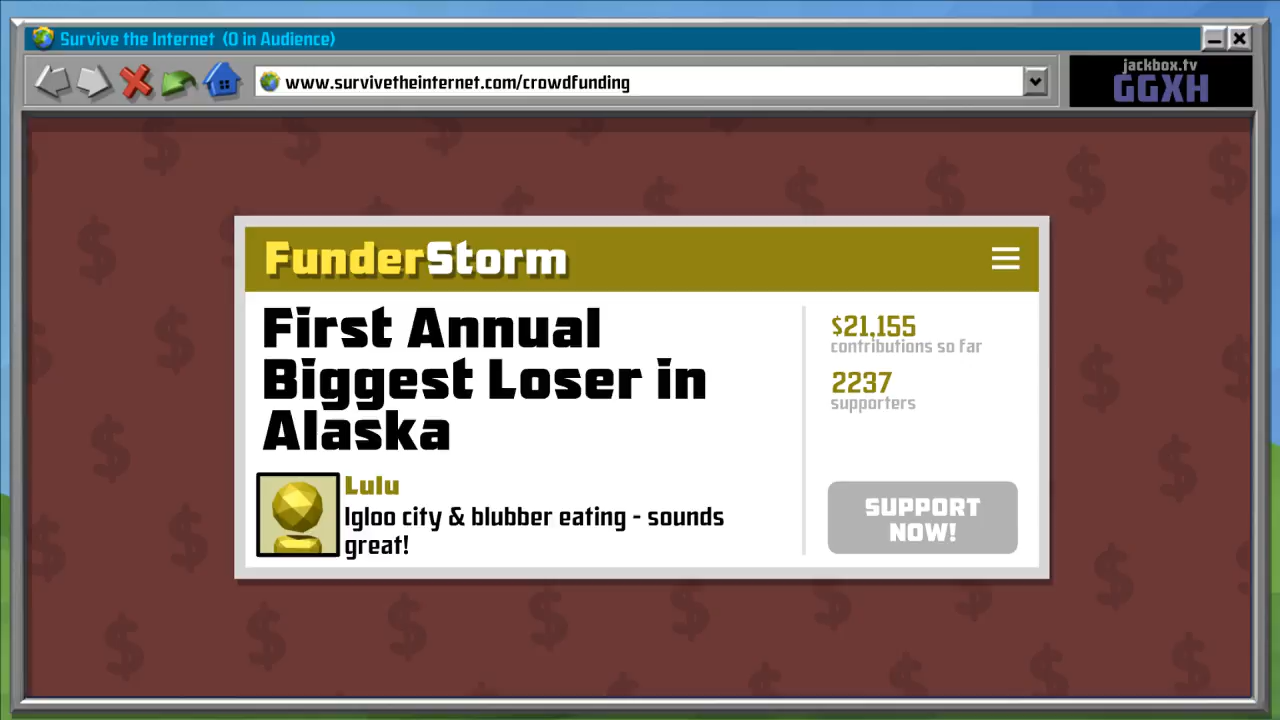 Survive the Internet (0 in Audience)
www.survivetheinternet.com/crowdfunding
jackbox.tv
GGXH
FunderStorm
First Annual
Biggest Loser in
Alaska
$21,155
contributions so far
2237
supporters
Lulu
Igloo city & blubber eating - sounds
great!
SUPPORT
NOW!